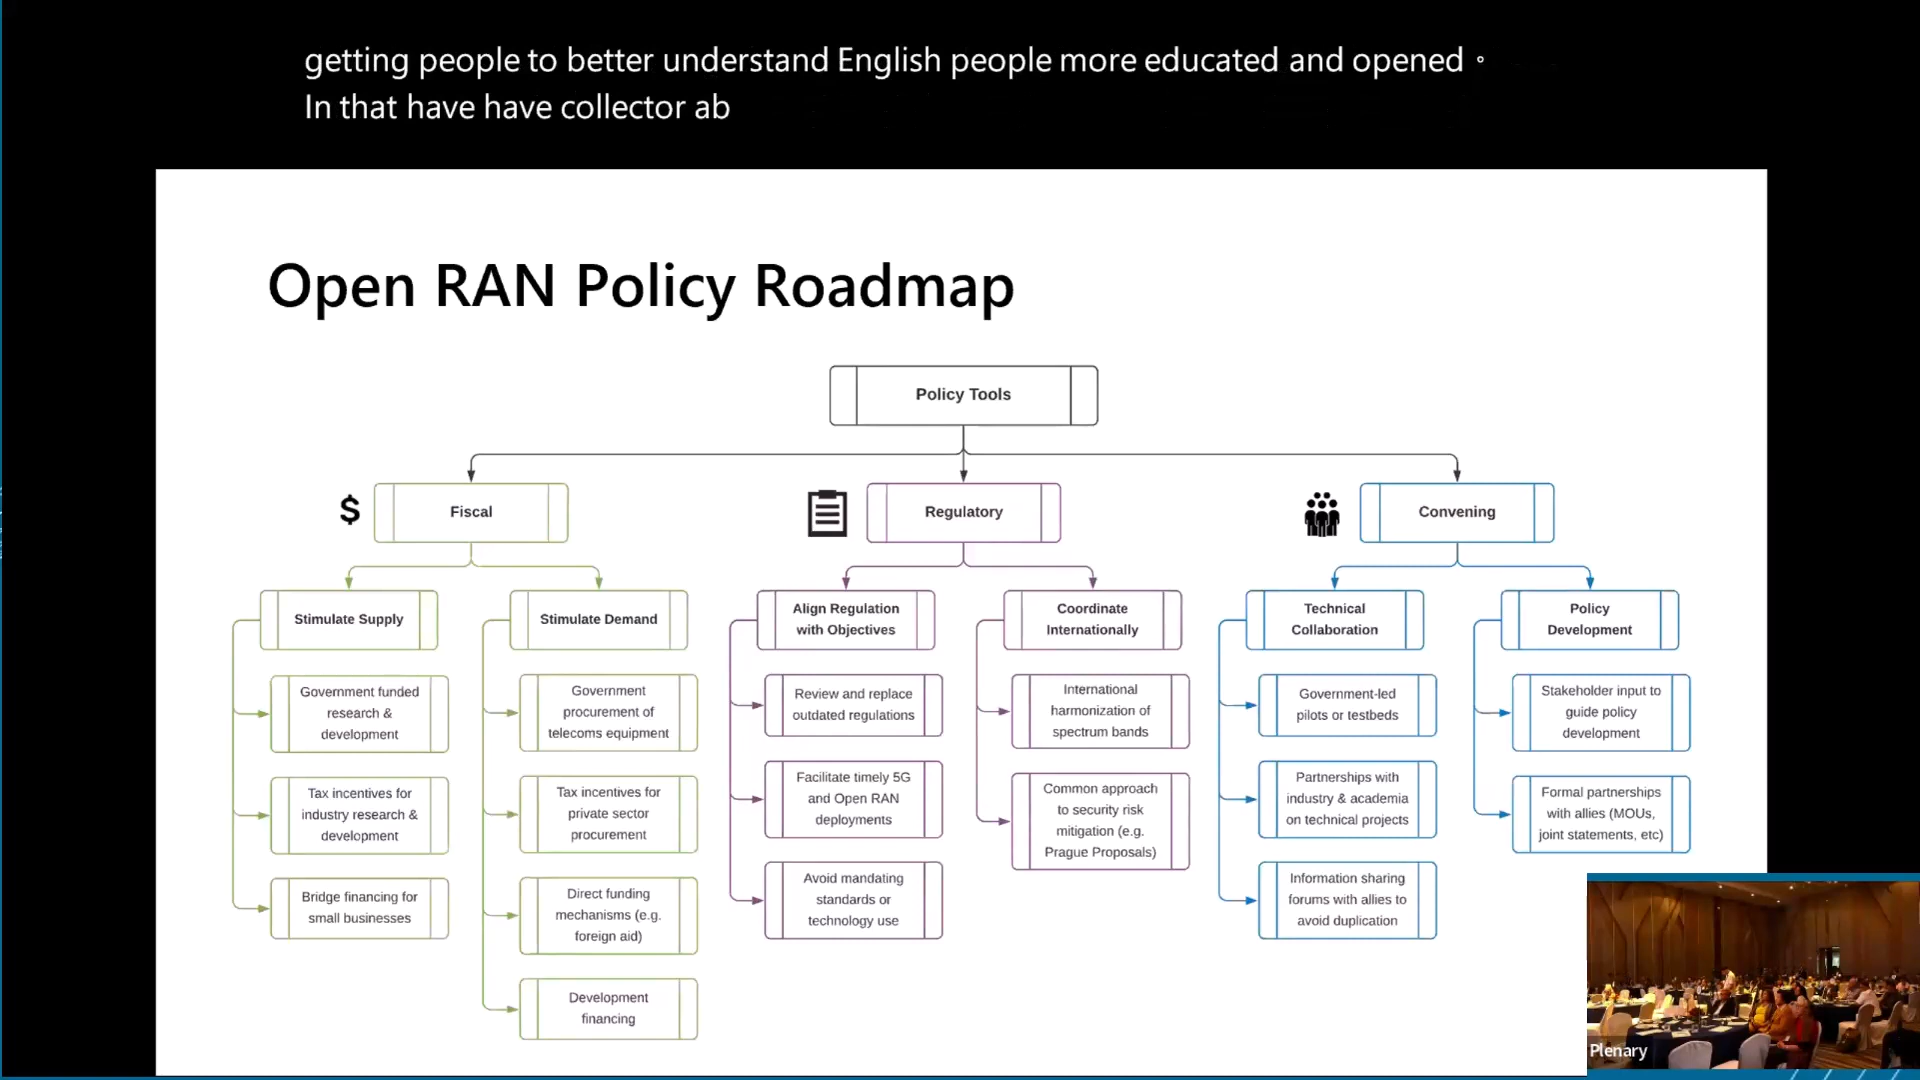 getting people to better understand English people more educated and opened。
In that have have collector ab
Open RAN Policy Roadmap
Policy Tools
$
Fiscal
Regulatory
Convening
Stimulate Supply
Government funded
research &
development
Tax incentives for
industry research &
development
Bridge financing for
small businesses
Stimulate Demand
Government
procurement of
telecoms equipment
Tax incentives for
private sector
procurement
Direct funding
mechanisms (e.g.
foreign aid)
Development
financing
Align Regulation
with Objectives
Review and replace
outdated regulations
Facilitate timely 5G
and Open RAN
deployments
Avoid mandating
standards or
technology use
Coordinate
Internationally
International
harmonization of
spectrum bands
Common approach
to security risk
mitigation (e.g.
Prague Proposals)
Technical
Collaboration
Government-led
pilots or testbeds
Partnerships with
industry & academia
on technical projects
Information sharing
forums with allies to
avoid duplication
Policy
Development
Stakeholder input to
guide policy
development
Formal partnerships
with allies (MOUs,
joint statements, etc)
Plenary